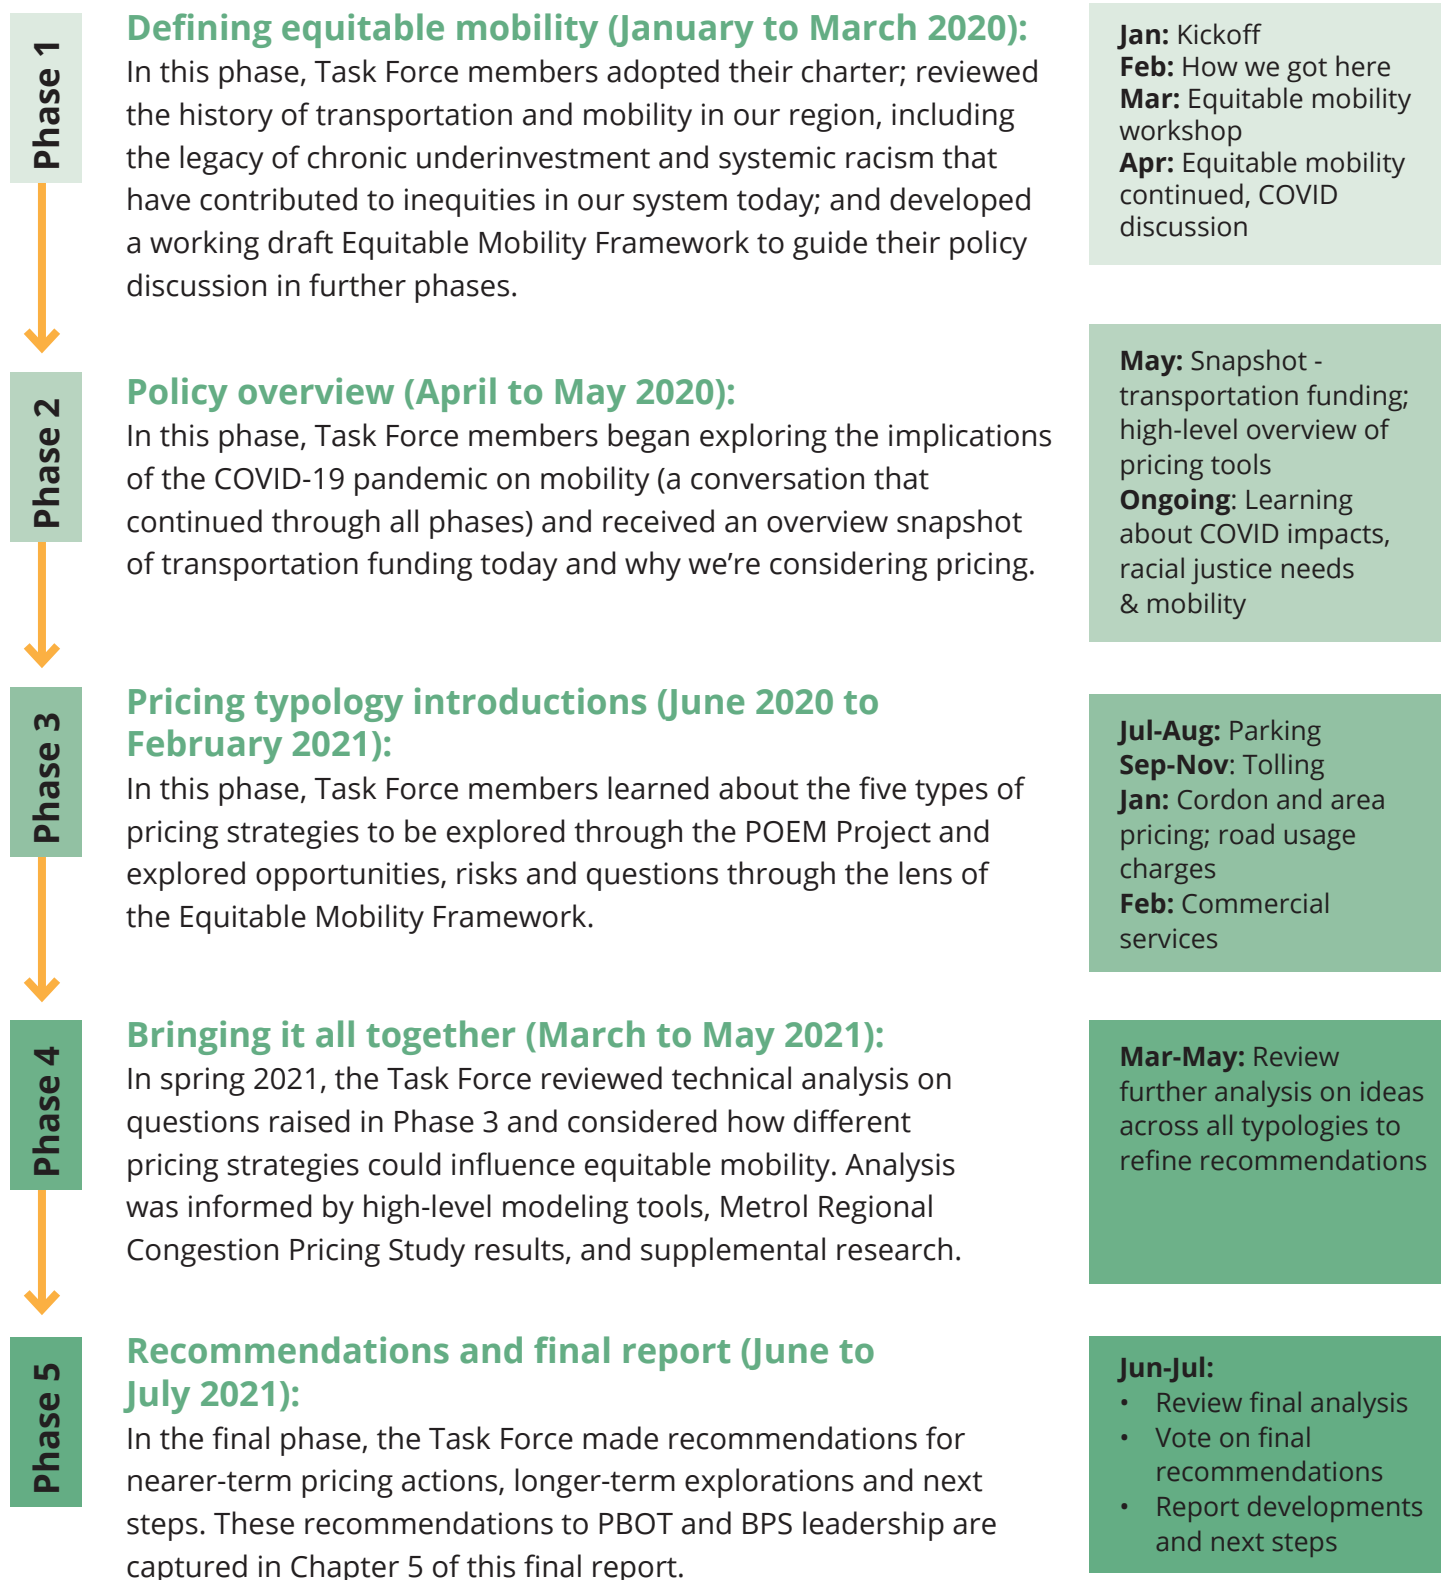 Phase 1
Defining equitable mobility (January to March 2020):
In this phase, Task Force members adopted their charter; reviewed
the history of transportation and mobility in our region, including
the legacy of chronic underinvestment and systemic racism that
have contributed to inequities in our system today; and developed
a working draft Equitable Mobility Framework to guide their policy
discussion in further phases.
Jan: Kickoff
Feb: How we got here
Mar: Equitable mobility
workshop
Apr: Equitable mobility
continued, COVID
discussion
Phase 2
Policy overview (April to May 2020):
In this phase, Task Force members began exploring the implications
of the COVID-19 pandemic on mobility (a conversation that
continued through all phases) and received an overview snapshot
of transportation funding today and why we’re considering pricing.
May: Snapshot -
transportation funding;
high-level overview of
pricing tools
Ongoing: Learning
about COVID impacts,
racial justice needs
& mobility
Phase 3
Pricing typology introductions (June 2020 to
February 2021):
In this phase, Task Force members learned about the five types of
pricing strategies to be explored through the POEM Project and
explored opportunities, risks and questions through the lens of
the Equitable Mobility Framework.
Jul-Aug: Parking
Sep-Nov: Tolling
Jan: Cordon and area
pricing; road usage
charges
Feb: Commercial
services
Phase 4
Bringing it all together (March to May 2021):
In spring 2021, the Task Force reviewed technical analysis on
questions raised in Phase 3 and considered how different
pricing strategies could influence equitable mobility. Analysis
was informed by high-level modeling tools, Metrol Regional
Congestion Pricing Study results, and supplemental research.
Mar-May: Review
further analysis on ideas
across all typologies to
refine recommendations
Phase 5
Recommendations and final report (June to
July 2021):
In the final phase, the Task Force made recommendations for
nearer-term pricing actions, longer-term explorations and next
steps. These recommendations to PBOT and BPS leadership are
captured in Chapter 5 of this final report.
Jun-Jul:
• Review final analysis
• Vote on final
recommendations
• Report developments
and next steps